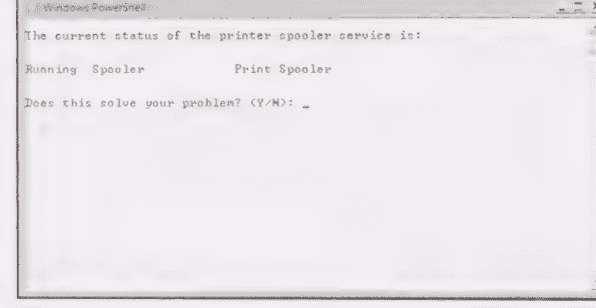 Windows PowerShell
The current status of the printer spooler service is:
Running Spooler Print Spooler
Does this solve your problem? (Y/N): _